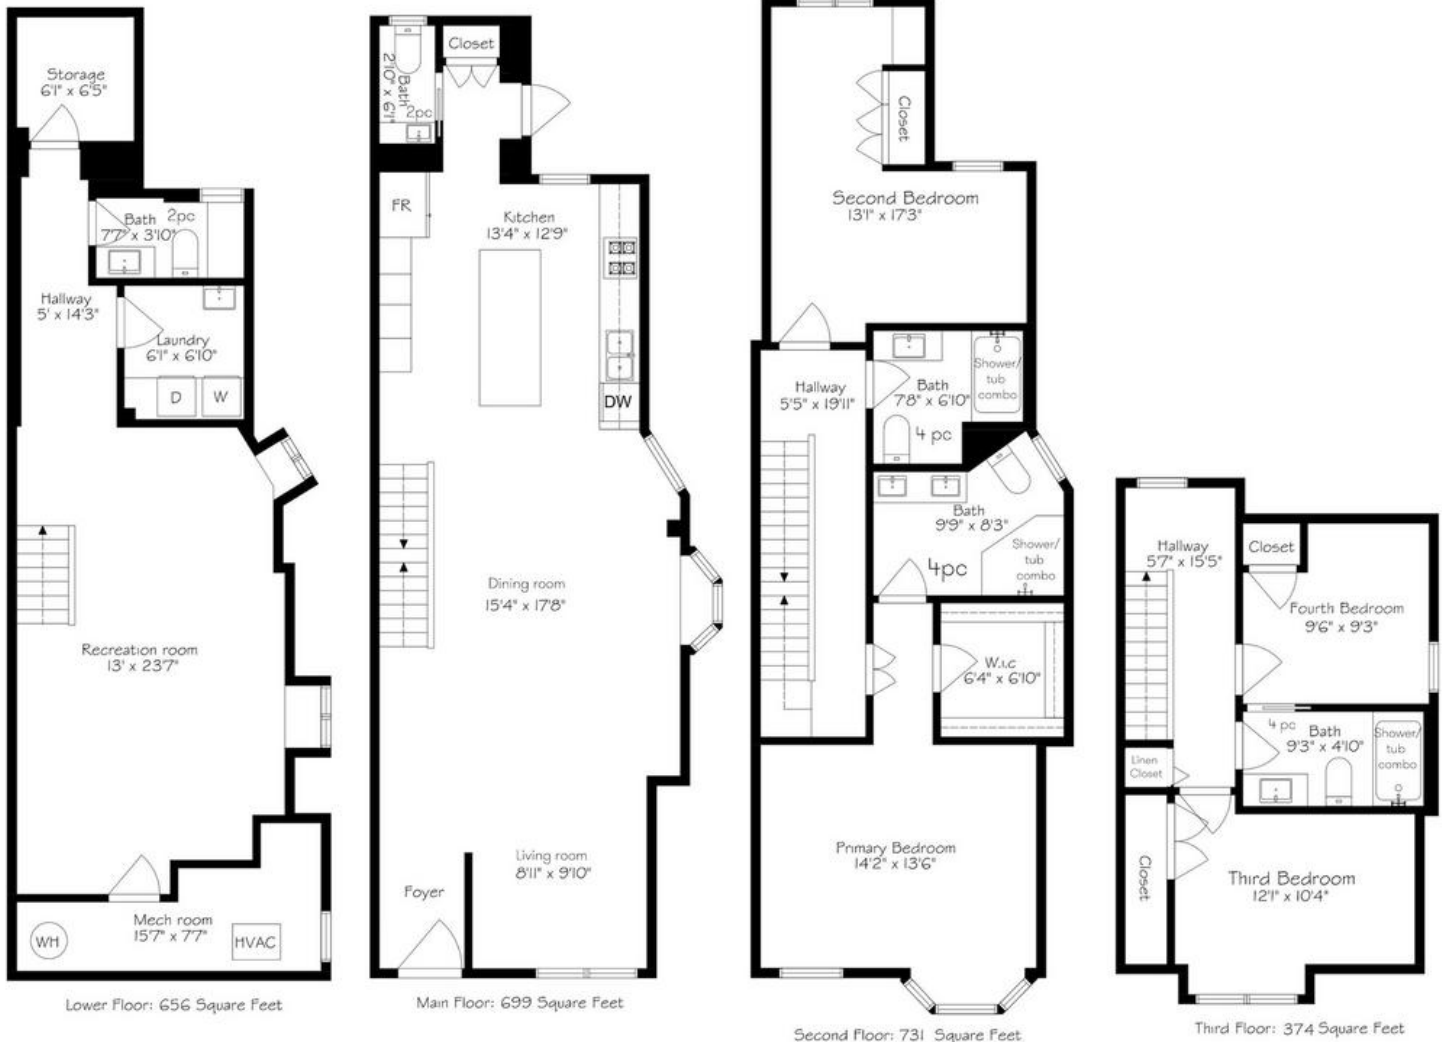 Storage
6'1" x 6'5"
Bath 2pc
7'7" x 3'10"
Hallway
5' x 14'3"
Laundry
6'1" x 6'10"
D
W
Recreation room
13' x 23'7"
Mech room
15'7" x 7'7"
WH
HVAC
Lower Floor: 656 Square Feet
Closet
Bath
2'10" x 6'1"
2pc
FR
Kitchen
13'4" x 12'9"
DW
Dining room
15'4" x 17'8"
Living room
8'11" x 9'10"
Foyer
Main Floor: 699 Square Feet
Closet
Second Bedroom
13'1" x 17'3"
Hallway
5'5" x 19'11"
Bath
7'8" x 6'10"
4 pc
Shower/
tub
combo
Bath
9'9" x 8'3"
4pc
Shower/
tub
combo
W.i.c
6'4" x 6'10"
Primary Bedroom
14'2" x 13'6"
Second Floor: 731 Square Feet
Hallway
5'7" x 15'5"
Closet
Fourth Bedroom
9'6" x 9'3"
4 pc
Bath
9'3" x 4'10"
Shower/
tub
combo
Linen
Closet
Closet
Third Bedroom
12'1" x 10'4"
Third Floor: 374 Square Feet